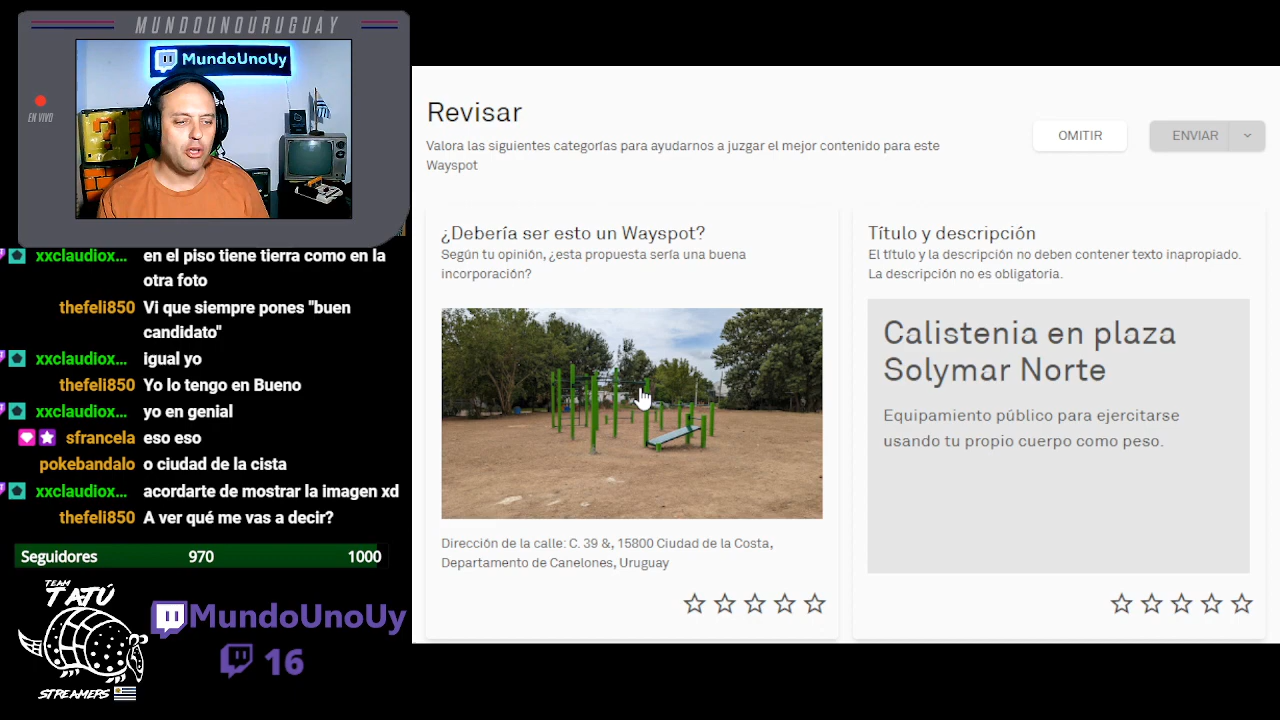 MUNDOUNOURUGUAY
MundoUnoUy
EN VIVO
xxclaudiox... en el piso tiene tierra como en la
otra foto
thefeli850 Vi que siempre pones "buen
candidato"
xxclaudiox... igual yo
thefeli850 Yo lo tengo en Bueno
xxclaudiox... yo en genial
sfrancela eso eso
pokebandalo o ciudad de la cista
xxclaudiox... acordarte de mostrar la imagen xd
thefeli850 A ver qué me vas a decir?
Seguidores 970 1000
TEAM
TATÚ
STREAMERS
MundoUnoUy
16
Revisar
Valora las siguientes categorías para ayudarnos a juzgar el mejor contenido para este
Wayspot
OMITIR
ENVIAR
¿Debería ser esto un Wayspot?
Según tu opinión, ¿esta propuesta sería una buena
incorporación?
Dirección de la calle: C. 39 &, 15800 Ciudad de la Costa,
Departamento de Canelones, Uruguay
Título y descripción
El título y la descripción no deben contener texto inapropiado.
La descripción no es obligatoria.
Calistenia en plaza
Solymar Norte
Equipamiento público para ejercitarse
usando tu propio cuerpo como peso.